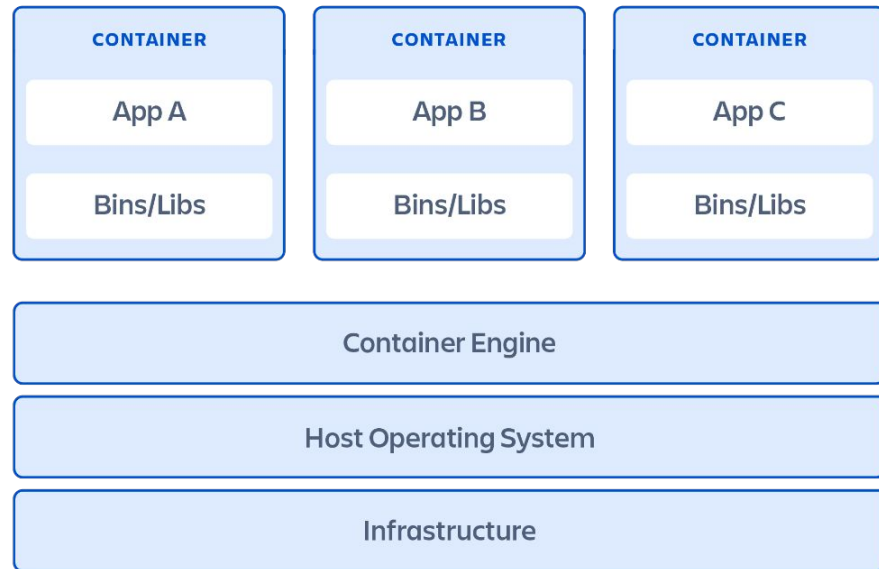 CONTAINER
CONTAINER
CONTAINER
App A
App B
App C
Bins/Libs
Bins/Libs
Bins/Libs
Container Engine
Host Operating System
Infrastructure